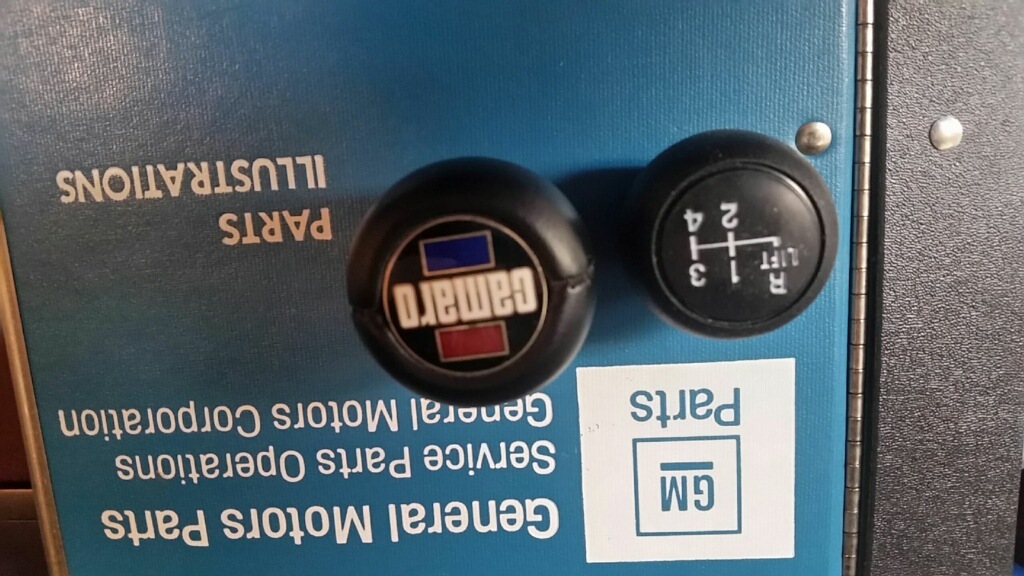 GM
Parts
General Motors Parts
Service Parts Operations
General Motors Corporation
PARTS
ILLUSTRATIONS
camaro
R 1 3
LIFT
2 4